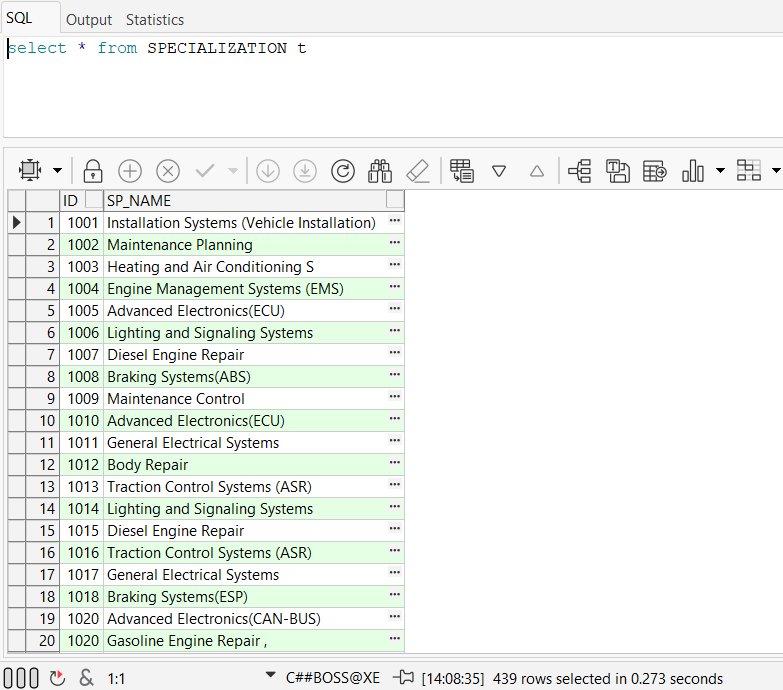 SQL Output Statistics
select * from SPECIALIZATION t
ID SP_NAME
1 1001 Installation Systems (Vehicle Installation) ...
2 1002 Maintenance Planning ...
3 1003 Heating and Air Conditioning S ...
4 1004 Engine Management Systems (EMS) ...
5 1005 Advanced Electronics(ECU) ...
6 1006 Lighting and Signaling Systems ...
7 1007 Diesel Engine Repair ...
8 1008 Braking Systems(ABS) ...
9 1009 Maintenance Control ...
10 1010 Advanced Electronics(ECU) ...
11 1011 General Electrical Systems ...
12 1012 Body Repair ...
13 1013 Traction Control Systems (ASR) ...
14 1014 Lighting and Signaling Systems ...
15 1015 Diesel Engine Repair ...
16 1016 Traction Control Systems (ASR) ...
17 1017 General Electrical Systems ...
18 1018 Braking Systems(ESP) ...
19 1020 Advanced Electronics(CAN-BUS) ...
20 1020 Gasoline Engine Repair , ...
& 1:1 C##BOSS@XE [14:08:35] 439 rows selected in 0.273 seconds